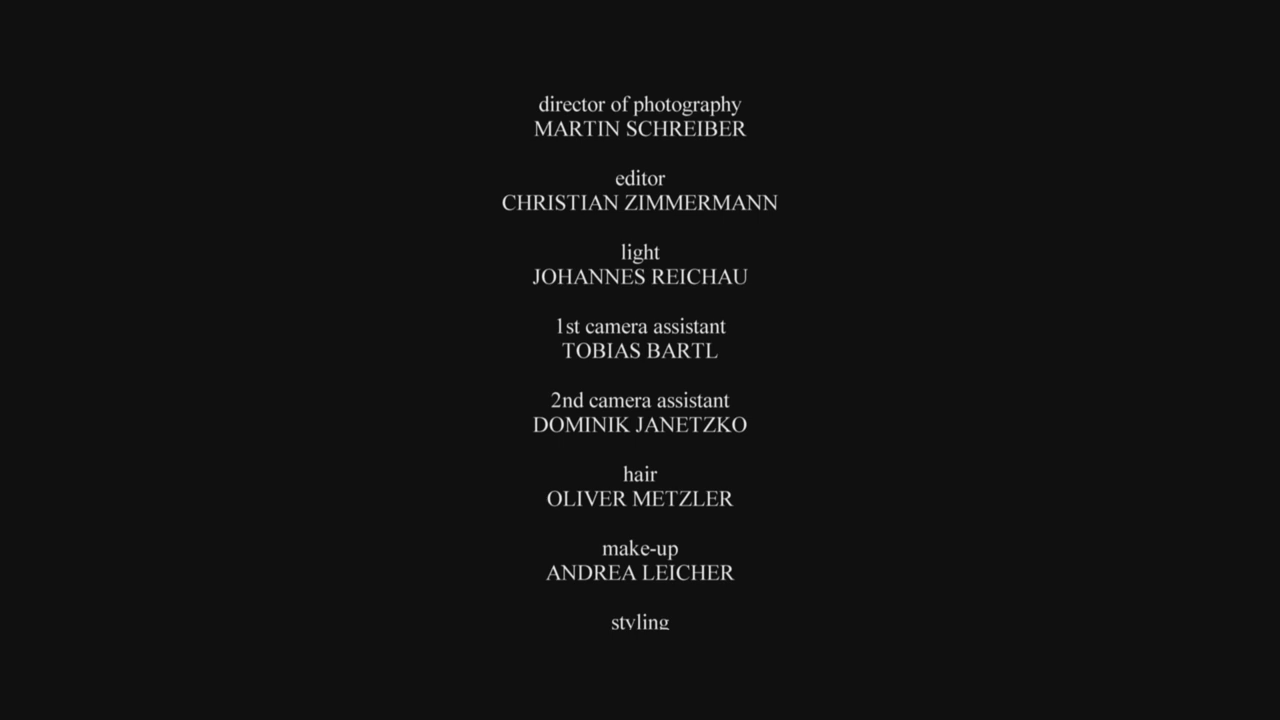 director of photography
MARTIN SCHREIBER
editor
CHRISTIAN ZIMMERMANN
light
JOHANNES REICHAU
1st camera assistant
TOBIAS BARTL
2nd camera assistant
DOMINIK JANETZKO
hair
OLIVER METZLER
make-up
ANDREA LEICHER
styling